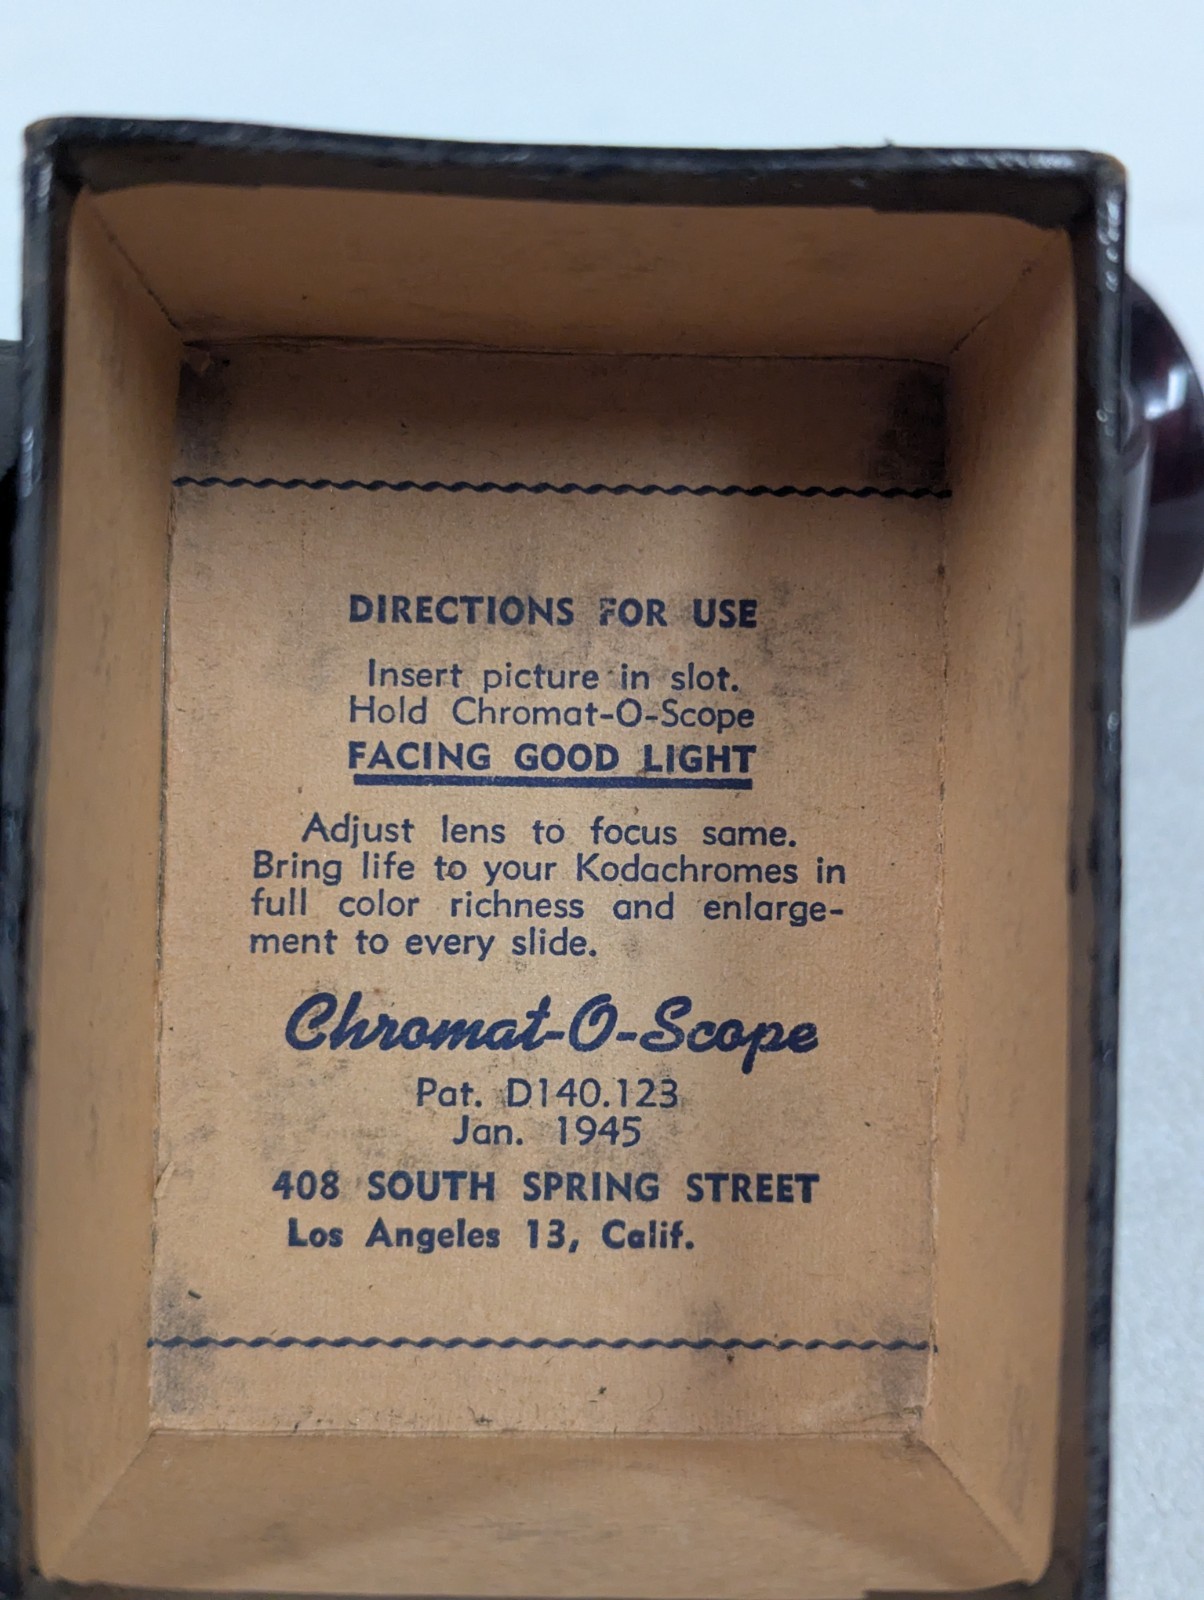 DIRECTIONS FOR USE
Insert picture in slot.
Hold Chromat-O-Scope
FACING GOOD LIGHT
Adjust lens to focus same.
Bring life to your Kodachromes in
full color richness and enlarge-
ment to every slide.
Chromat-O-Scope
Pat. D140.123
Jan. 1945
408 SOUTH SPRING STREET
Los Angeles 13, Calif.